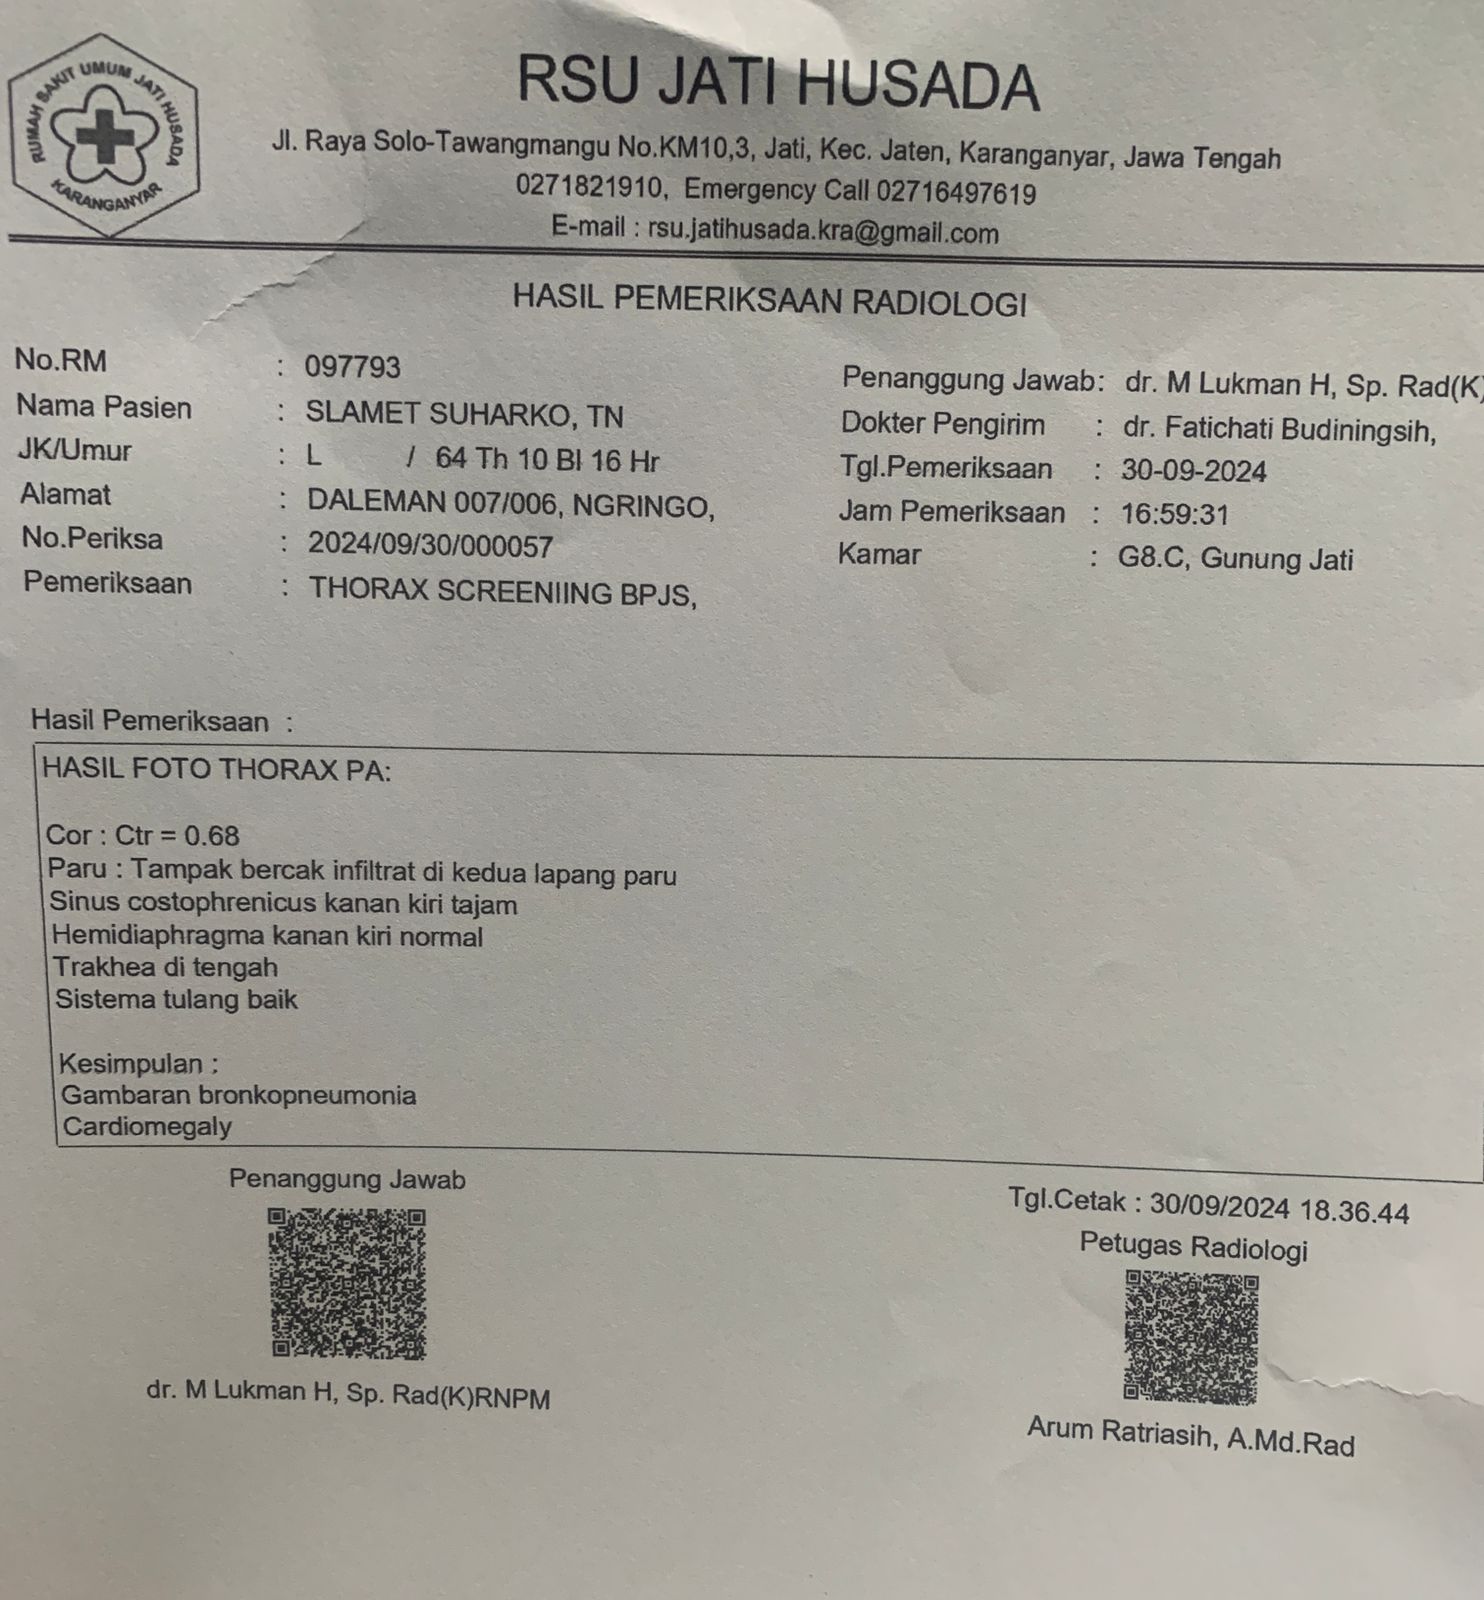 RUMAH SAKIT UMUM JATI HUSADA
KARANGANYAR
RSU JATI HUSADA
Jl. Raya Solo-Tawangmangu No.KM10,3, Jati, Kec. Jaten, Karanganyar, Jawa Tengah
0271821910, Emergency Call 02716497619
E-mail : rsu.jatihusada.kra@gmail.com
HASIL PEMERIKSAAN RADIOLOGI
No.RM : 097793
Nama Pasien : SLAMET SUHARKO, TN
JK/Umur : L / 64 Th 10 Bl 16 Hr
Alamat : DALEMAN 007/006, NGRINGO,
No.Periksa : 2024/09/30/000057
Pemeriksaan : THORAX SCREENIING BPJS,
Penanggung Jawab: dr. M Lukman H, Sp. Rad(K)
Dokter Pengirim : dr. Fatichati Budiningsih,
Tgl.Pemeriksaan : 30-09-2024
Jam Pemeriksaan : 16:59:31
Kamar : G8.C, Gunung Jati
Hasil Pemeriksaan :
HASIL FOTO THORAX PA:
Cor : Ctr = 0.68
Paru : Tampak bercak infiltrat di kedua lapang paru
Sinus costophrenicus kanan kiri tajam
Hemidiaphragma kanan kiri normal
Trakhea di tengah
Sistema tulang baik
Kesimpulan :
Gambaran bronkopneumonia
Cardiomegaly
Penanggung Jawab
dr. M Lukman H, Sp. Rad(K)RNPM
Tgl.Cetak : 30/09/2024 18.36.44
Petugas Radiologi
Arum Ratriasih, A.Md.Rad